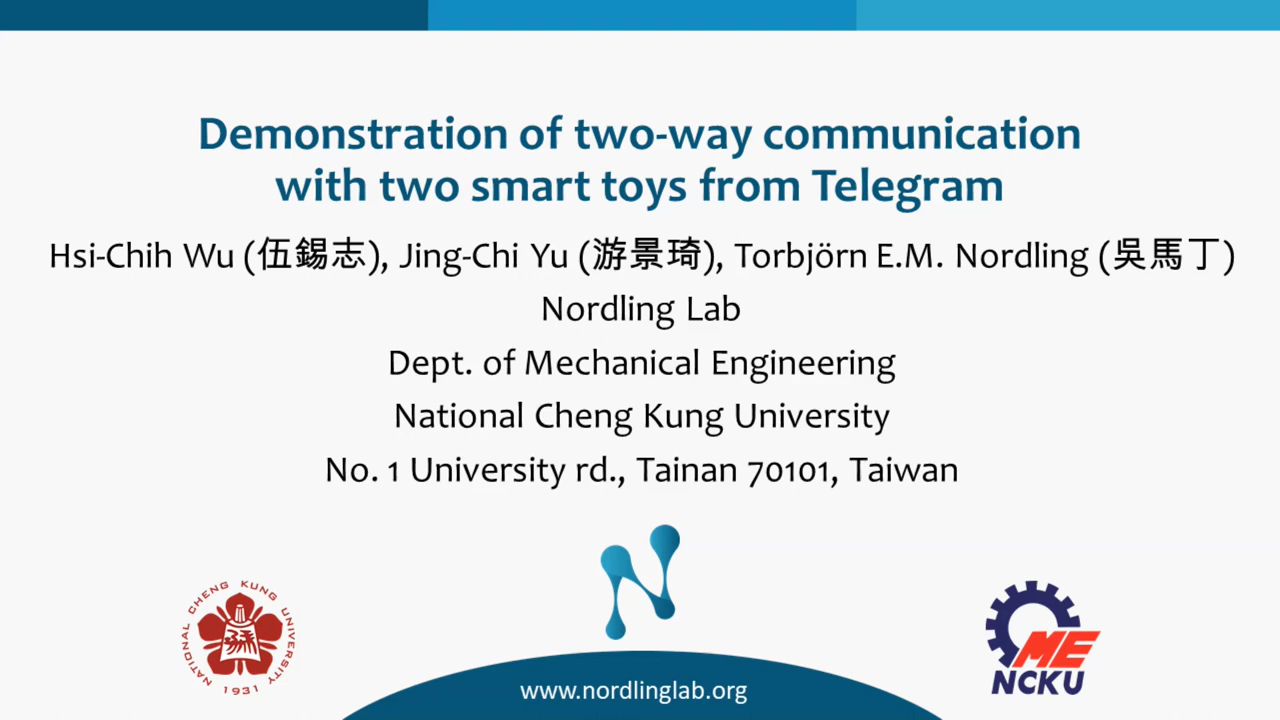 Demonstration of two-way communication
with two smart toys from Telegram
Hsi-Chih Wu (伍錫志), Jing-Chi Yu (游景琦), Torbjörn E.M. Nordling (吳馬丁)
Nordling Lab
Dept. of Mechanical Engineering
National Cheng Kung University
No. 1 University rd., Tainan 70101, Taiwan
NATIONAL CHENG KUNG UNIVERSITY
1931
ME
NCKU
www.nordlinglab.org